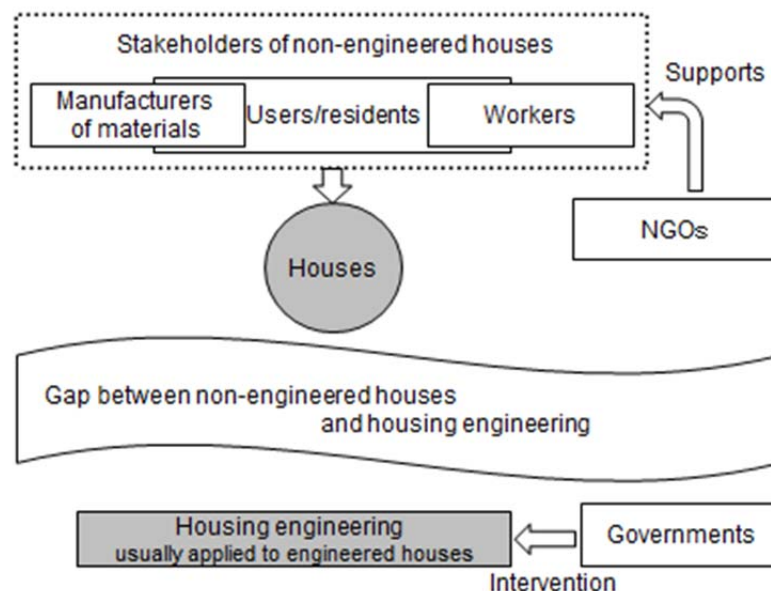 Stakeholders of non-engineered houses
Supports
Manufacturers
of materials
Users/residents
Workers
NGOs
Houses
Gap between non-engineered houses
and housing engineering
Housing engineering
usually applied to engineered houses
Governments
Intervention